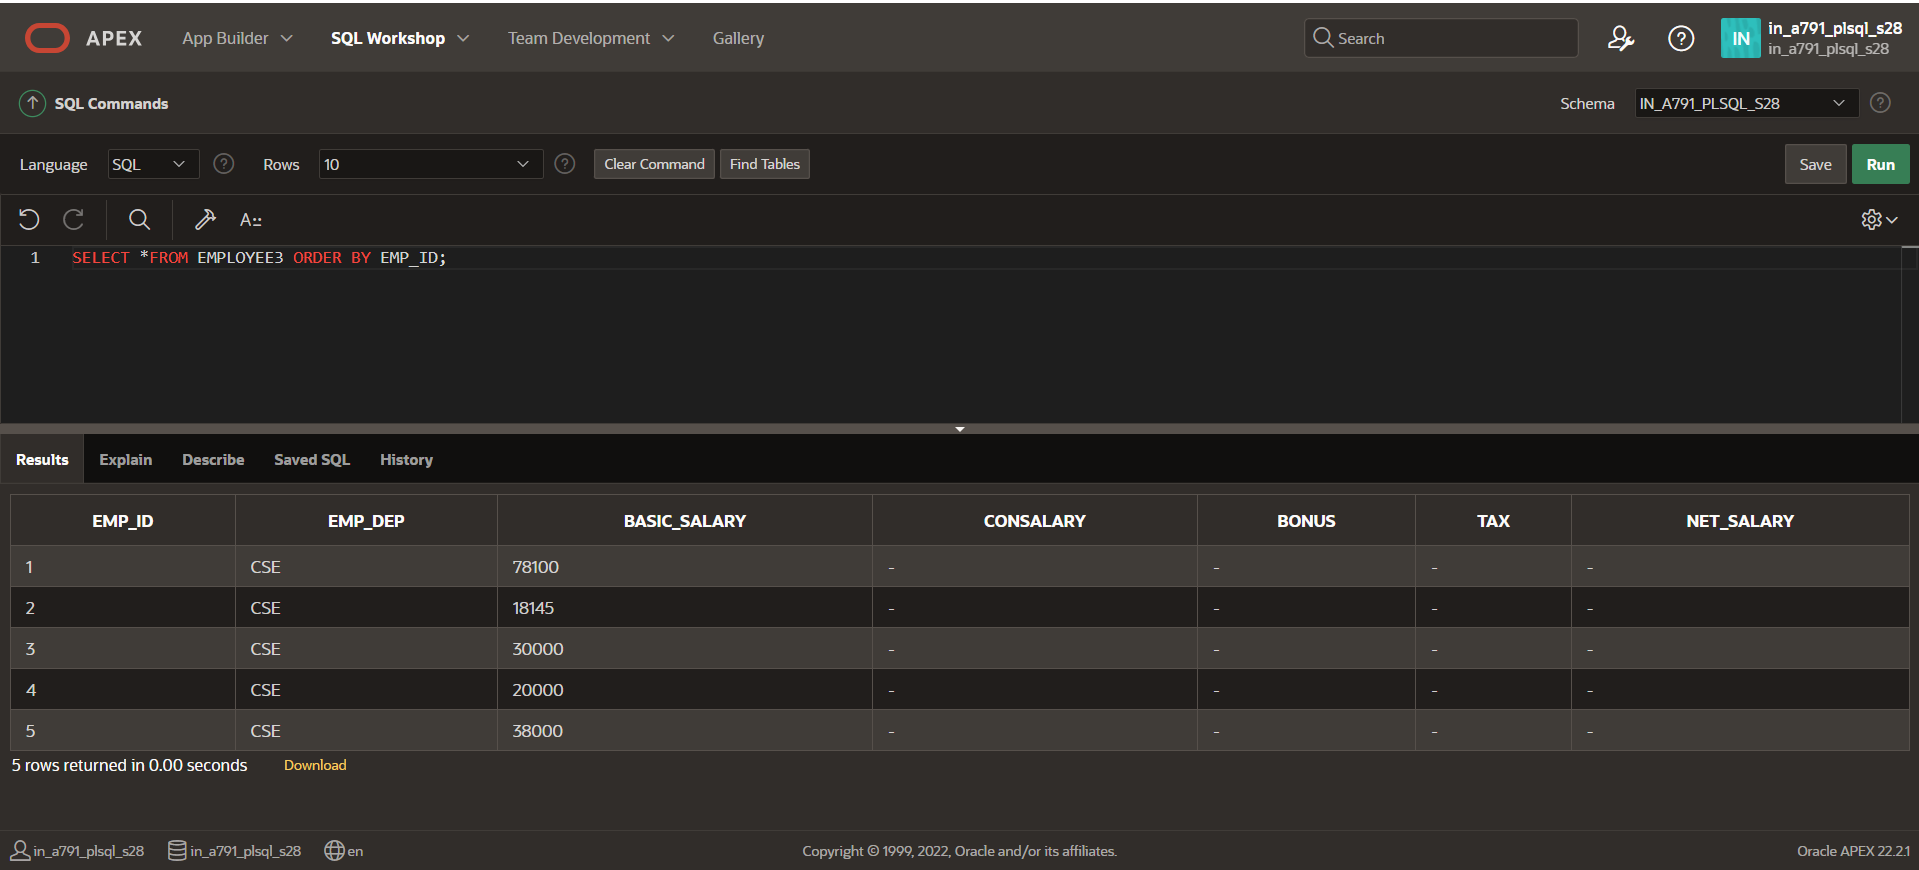 APEX App Builder SQL Workshop Team Development Gallery Search IN in_a791_plsql_s28
in_a791_plsql_s28
SQL Commands Schema IN_A791_PLSQL_S28
Language SQL Rows 10 Clear Command Find Tables Save Run
A::
1 SELECT *FROM EMPLOYEE3 ORDER BY EMP_ID;
Results Explain Describe Saved SQL History
EMP_ID EMP_DEP BASIC_SALARY CONSALARY BONUS TAX NET_SALARY
1 CSE 78100 - - - -
2 CSE 18145 - - - -
3 CSE 30000 - - - -
4 CSE 20000 - - - -
5 CSE 38000 - - - -
5 rows returned in 0.00 seconds Download
in_a791_plsql_s28 in_a791_plsql_s28 en Copyright © 1999, 2022, Oracle and/or its affiliates. Oracle APEX 22.2.1